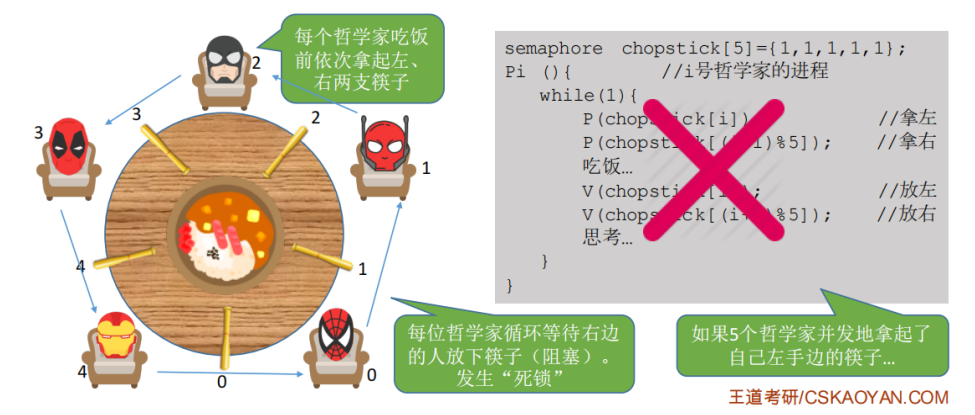 每个哲学家吃饭
前依次拿起左、
右两支筷子
2
3
2
3
1
4
1
4
0
0
每位哲学家循环等待右边
的人放下筷子（阻塞）。
发生“死锁”
semaphore chopstick[5]={1,1,1,1,1};
Pi (){ //i号哲学家的进程
while(1){
P(chopstick[i]) //拿左
P(chopstick[( 1)%5]); //拿右
吃饭…
V(chopstick[i]; //放左
V(chopstick[(i+ )%5]); //放右
思考…
}
}
如果5个哲学家并发地拿起了
自己左手边的筷子…
王道考研/CSKAOYAN.COM